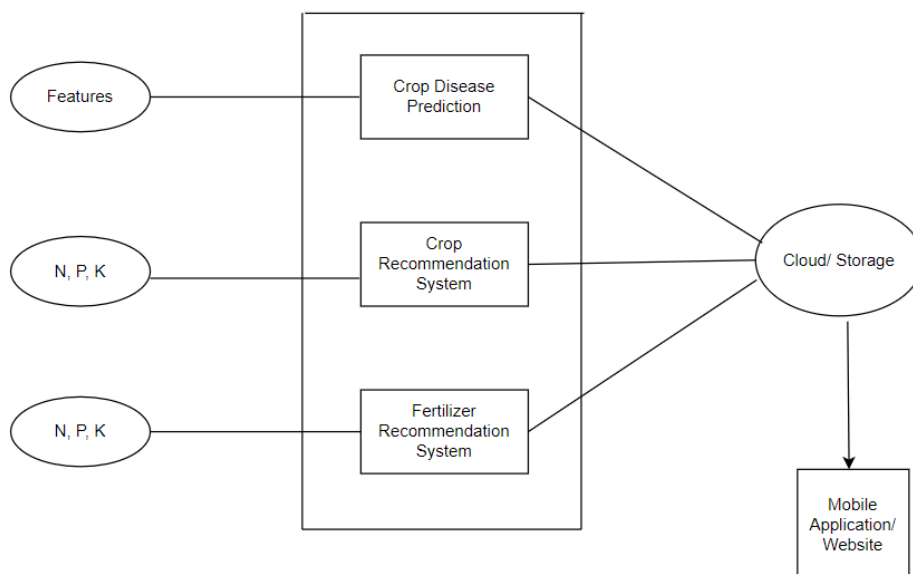 Features
Crop Disease
Prediction
N, P, K
Crop
Recommendation
System
Cloud/ Storage
N, P, K
Fertilizer
Recommendation
System
Mobile
Application/
Website